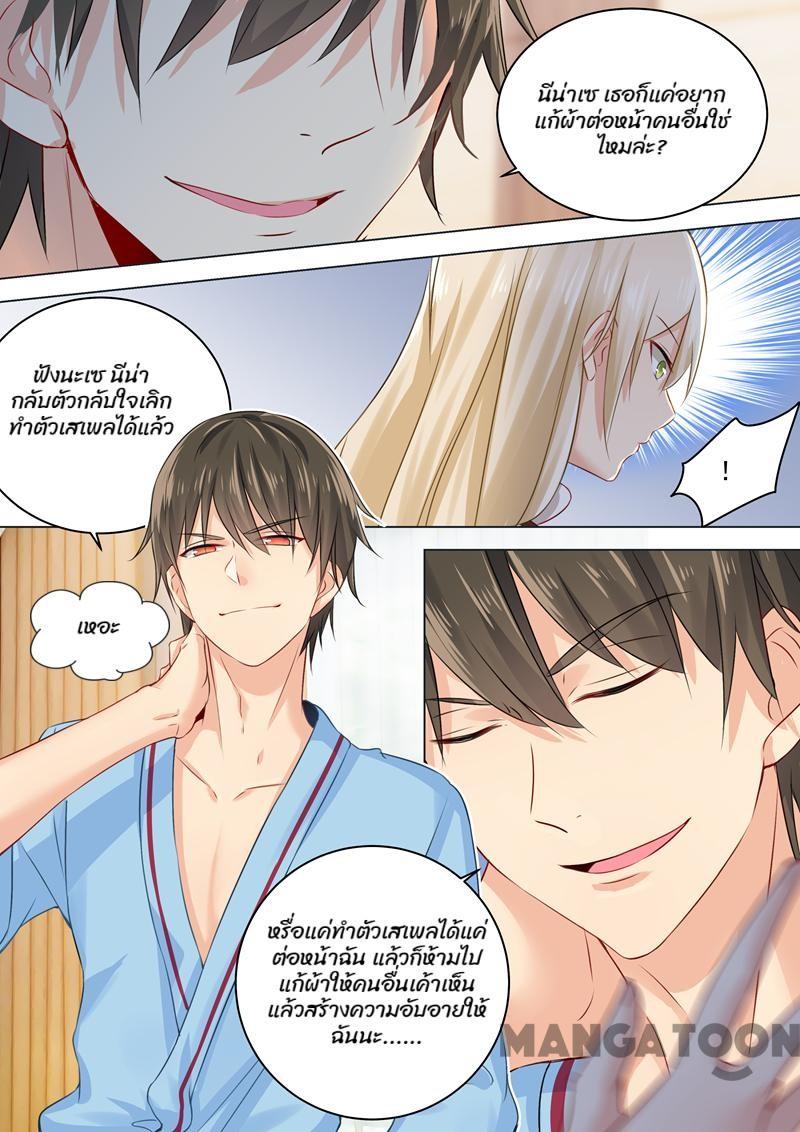 นีน่าเซ เธอก็แค่อยาก
แก้ผ้าต่อหน้าคนอื่นใช่
ไหมล่ะ?
ฟังนะเซ นีน่า
กลับตัวกลับใจเลิก
ทำตัวเสเพลได้แล้ว
!
เหอะ
หรือแค่ทำตัวเสเพลได้แค่
ต่อหน้าฉัน แล้วก็ห้ามไป
แก้ผ้าให้คนอื่นเค้าเห็น
แล้วสร้างความอับอายให้
ฉันนะ......
MANGATOON